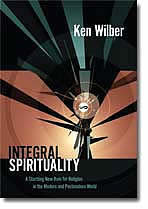 Ken Wilber
INTEGRAL
SPIRITUALITY
A Startling New Role for Religion
in the Modern and Postmodern World